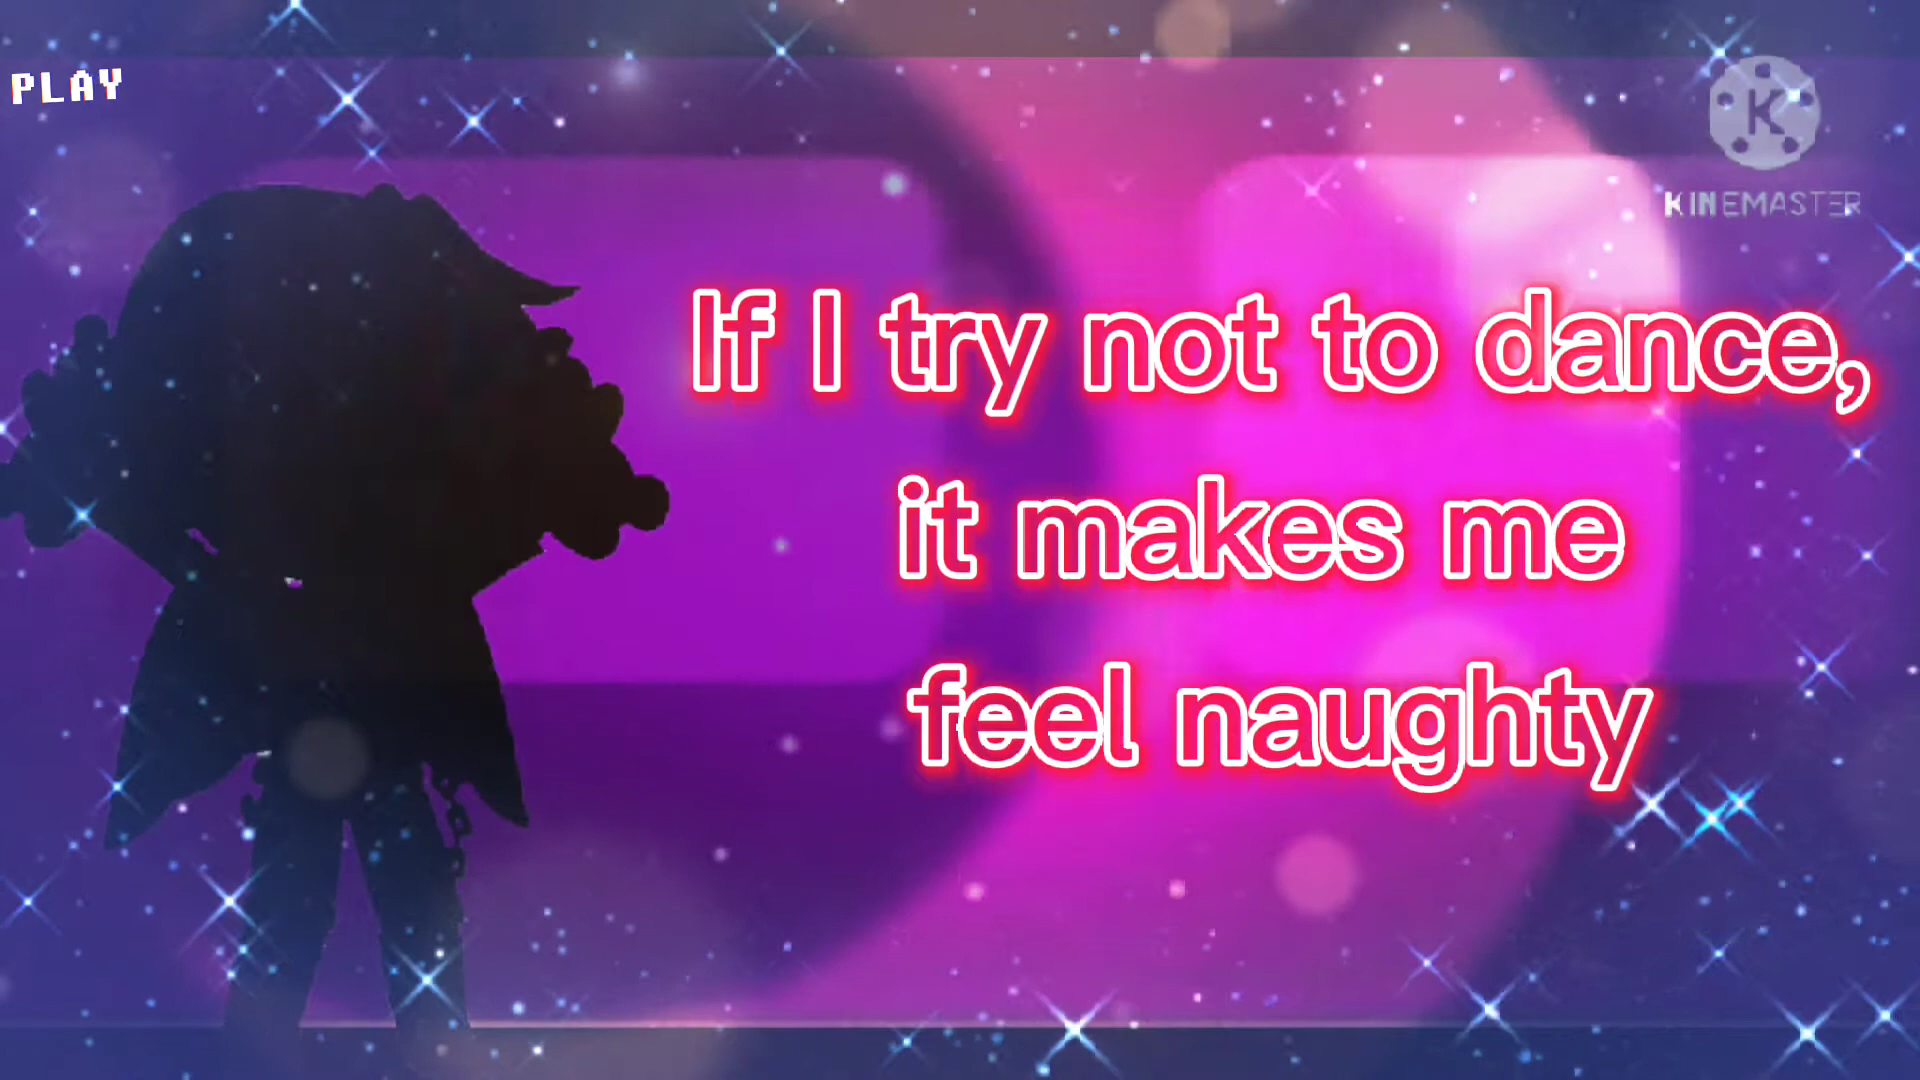 PLAY
K
KINEMASTER
If I try not to dance,
it makes me
feel naughty